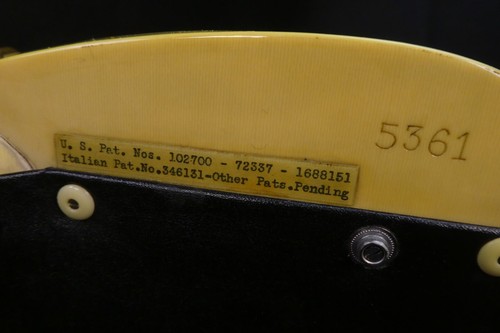 5361
U. S. Pat. Nos. 102700 - 72337 - 1688151
Italian Pat.No.346131-Other Pats.Pending